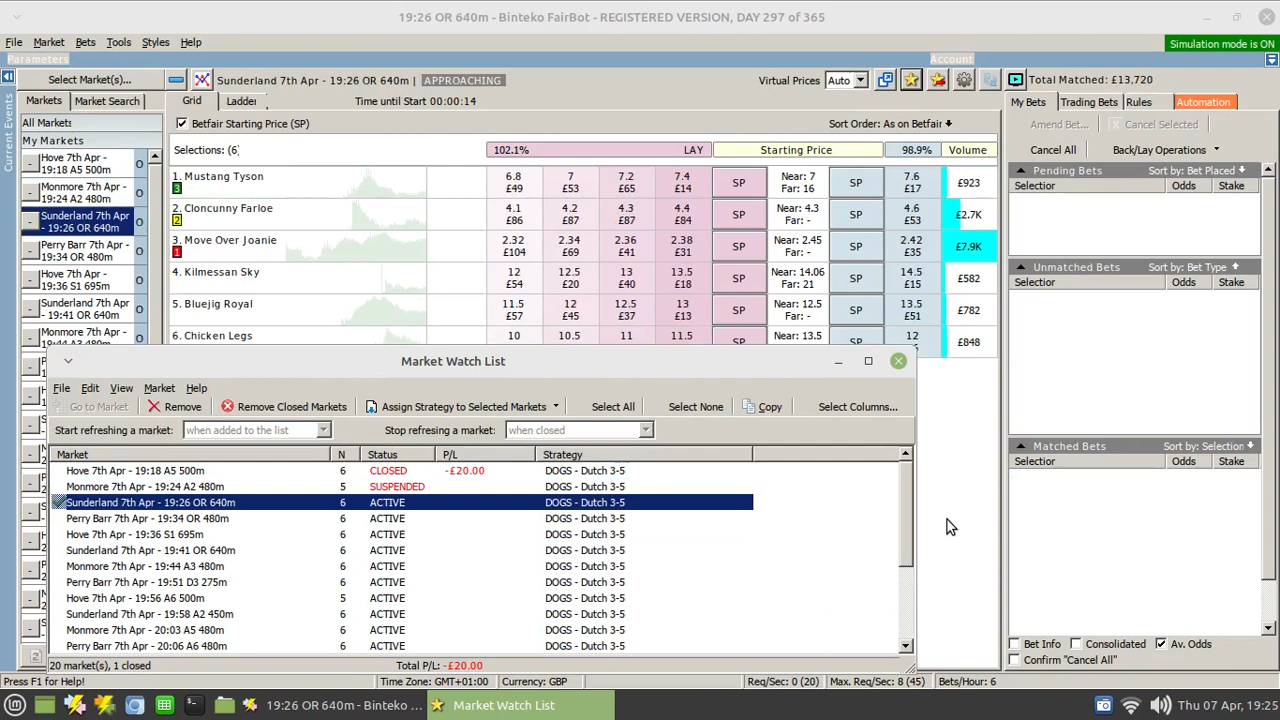 19:26 OR 640m - Binteko FairBot - REGISTERED VERSION, DAY 297 of 365
File Market Bets Tools Styles Help
Simulation mode is ON
Parameters Account
Select Market(s)... Sunderland 7th Apr - 19:26 OR 640m | APPROACHING Virtual Prices Auto Total Matched: £13,720
Markets Market Search Grid Ladder Time until Start 00:00:14 My Bets Trading Bets Rules Automation
Current Events
All Markets
My Markets
- Hove 7th Apr - 19:18 A5 500m O
- Monmore 7th Apr - 19:24 A2 480m O
- Sunderland 7th Apr - 19:26 OR 640m O
- Perry Barr 7th Apr - 19:34 OR 480m O
- Hove 7th Apr - 19:36 S1 695m O
- Sunderland 7th Apr - 19:41 OR 640m O
- Monmore 7th Apr -
Betfair Starting Price (SP) Sort Order: As on Betfair
Selections: (6) 102.1% LAY Starting Price 98.9% Volume
1. Mustang Tyson 6.8 7 7.2 7.4 SP Near: 7 SP 7.6 £923
3 £49 £53 £65 £14 Far: 16 £17
2. Cloncunny Farloe 4.1 4.2 4.3 4.4 SP Near: 4.3 SP 4.6 £2.7K
2 £86 £87 £87 £84 Far: - £53
3. Move Over Joanie 2.32 2.34 2.36 2.38 SP Near: 2.45 SP 2.42 £7.9K
1 £104 £69 £41 £31 Far: - £35
4. Kilmessan Sky 12 12.5 13 13.5 SP Near: 14.06 SP 14.5 £582
£54 £20 £40 £18 Far: 21 £15
5. Bluejig Royal 11.5 12 12.5 13 SP Near: 12.5 SP 13.5 £782
£57 £45 £37 £13 Far: - £51
6. Chicken Legs 10 10.5 11 11.5 SP Near: 13.5 SP 12 £848
Amend Bet... Cancel Selected
Cancel All Back/Lay Operations
Pending Bets Sort by: Bet Placed
Selectior Odds Stake
Unmatched Bets Sort by: Bet Type
Selectior Odds Stake
Matched Bets Sort by: Selection
Selectior Odds Stake
Bet Info Consolidated Av. Odds
Confirm "Cancel All"
Market Watch List
File Edit View Market Help
Go to Market Remove Remove Closed Markets Assign Strategy to Selected Markets Select All Select None Copy Select Columns...
Start refreshing a market: when added to the list Stop refresing a market: when closed
Market N Status P/L Strategy
Hove 7th Apr - 19:18 A5 500m 6 CLOSED -£20.00 DOGS - Dutch 3-5
Monmore 7th Apr - 19:24 A2 480m 5 SUSPENDED DOGS - Dutch 3-5
Sunderland 7th Apr - 19:26 OR 640m 6 ACTIVE DOGS - Dutch 3-5
Perry Barr 7th Apr - 19:34 OR 480m 6 ACTIVE DOGS - Dutch 3-5
Hove 7th Apr - 19:36 S1 695m 6 ACTIVE DOGS - Dutch 3-5
Sunderland 7th Apr - 19:41 OR 640m 6 ACTIVE DOGS - Dutch 3-5
Monmore 7th Apr - 19:44 A3 480m 6 ACTIVE DOGS - Dutch 3-5
Perry Barr 7th Apr - 19:51 D3 275m 6 ACTIVE DOGS - Dutch 3-5
Hove 7th Apr - 19:56 A6 500m 5 ACTIVE DOGS - Dutch 3-5
Sunderland 7th Apr - 19:58 A2 450m 6 ACTIVE DOGS - Dutch 3-5
Monmore 7th Apr - 20:03 A5 480m 6 ACTIVE DOGS - Dutch 3-5
Perry Barr 7th Apr - 20:06 A6 480m 6 ACTIVE DOGS - Dutch 3-5
20 market(s), 1 closed Total P/L: -£20.00
Press F1 for Help! Time Zone: GMT+01:00 Currency: GBP Req/Sec: 0 (20) Max. Req/Sec: 8 (45) Bets/Hour: 6
19:26 OR 640m - Binteko ... Market Watch List Thu 07 Apr, 19:25